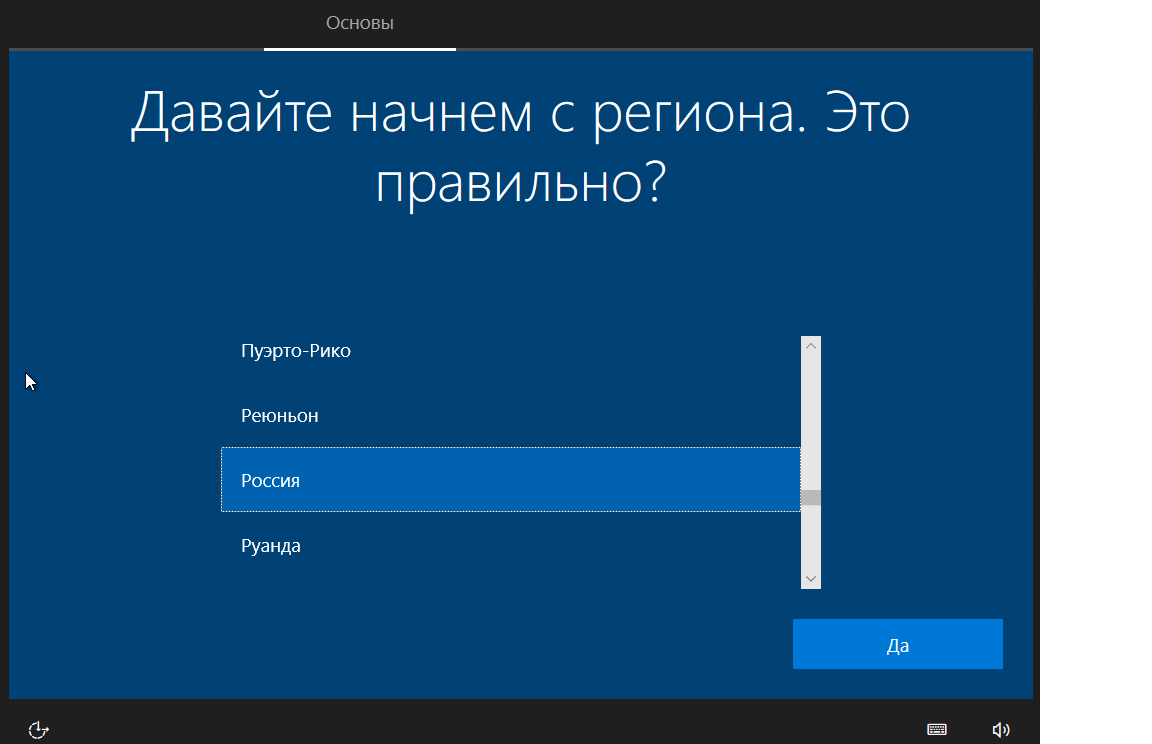 Основы
Давайте начнем с региона. Это
правильно?
Пуэрто-Рико
Реюньон
Россия
Руанда
Да